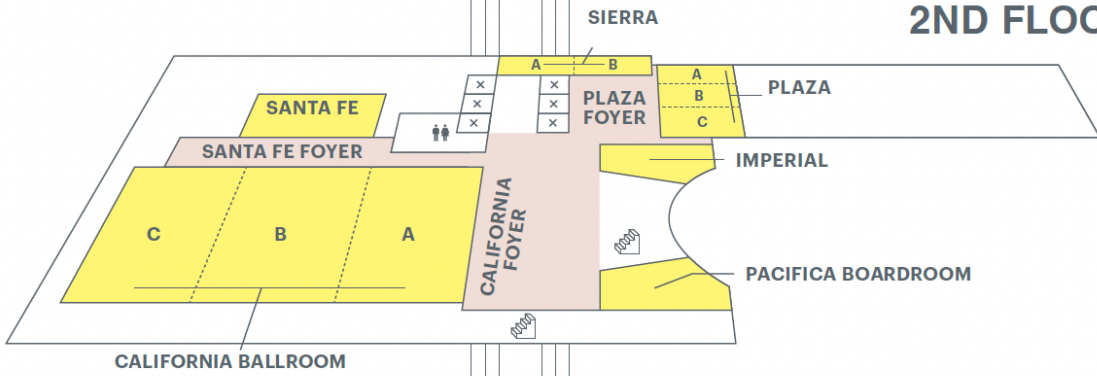 2ND FLOO
SIERRA
A B
A
B
C
PLAZA
PLAZA
FOYER
SANTA FE
SANTA FE FOYER
IMPERIAL
CALIFORNIA
FOYER
C B A
PACIFICA BOARDROOM
CALIFORNIA BALLROOM